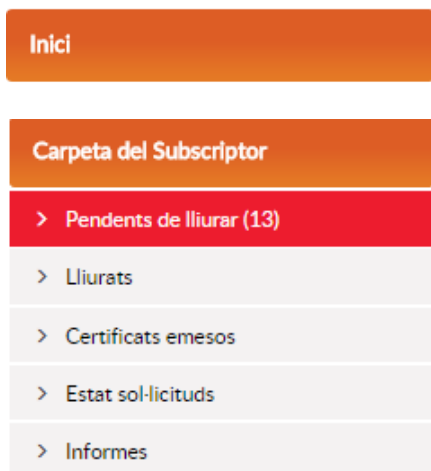 Inici
Carpeta del Subscriptor
> Pendents de lliurar (13)
> Lliurats
> Certificats emesos
> Estat sol·licituds
> Informes